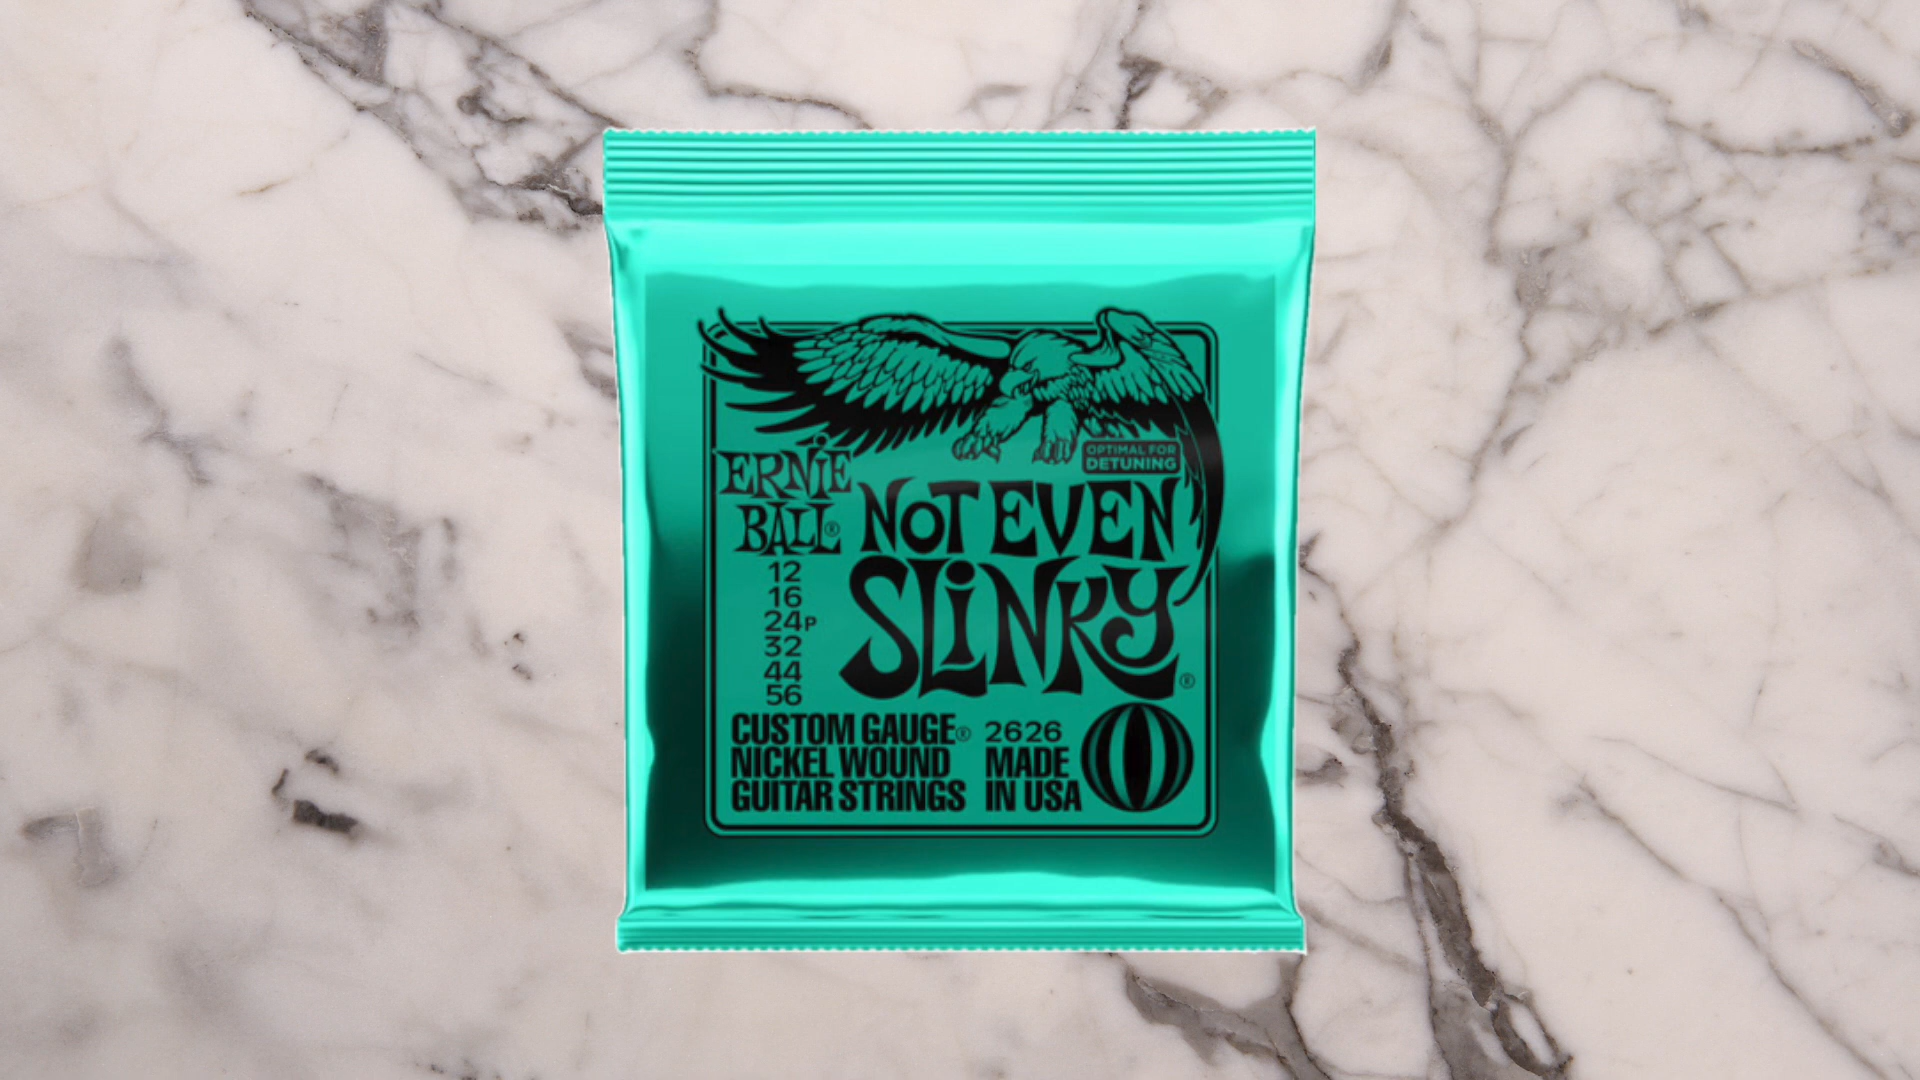 OPTIMAL FOR
DETUNING
ERNiE
BALL®
NOT EVEN
SLiNKY®
12
16
24P
32
44
56
CUSTOM GAUGE®
NICKEL WOUND
GUITAR STRINGS
2626
MADE
IN USA